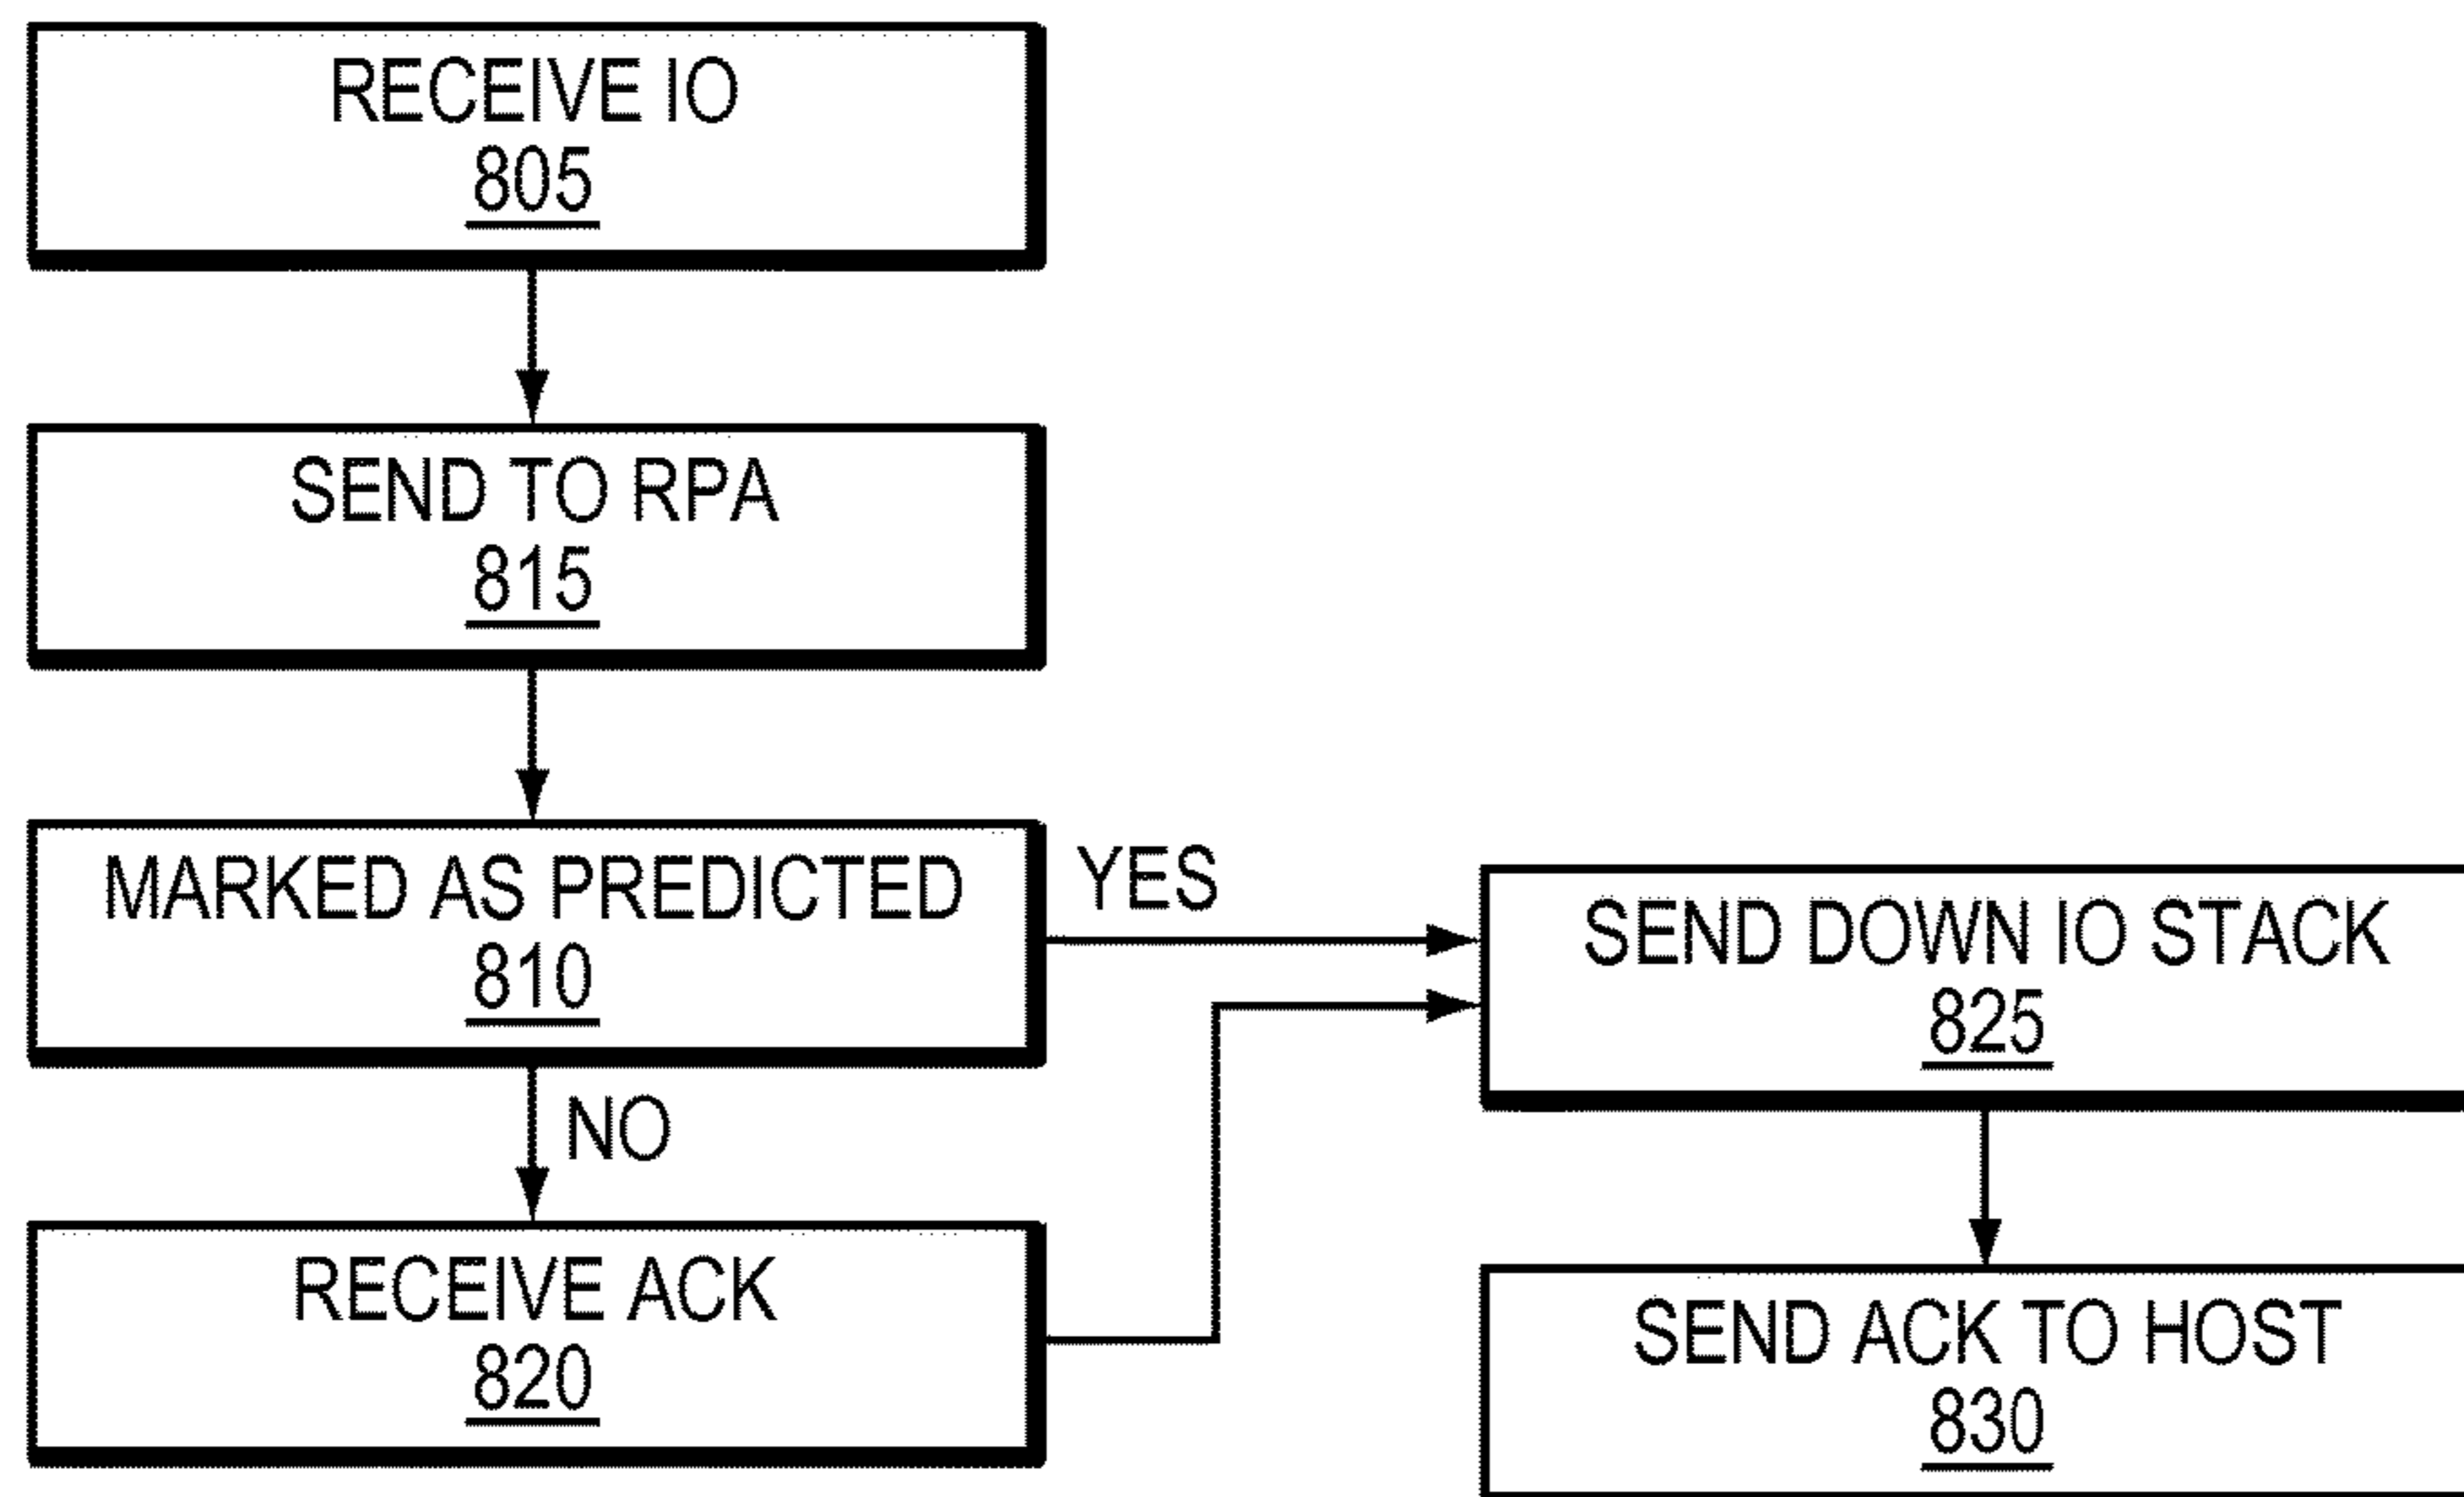 RECEIVE IO
805
SEND TO RPA
815
MARKED AS PREDICTED
810
YES
NO
RECEIVE ACK
820
SEND DOWN IO STACK
825
SEND ACK TO HOST
830